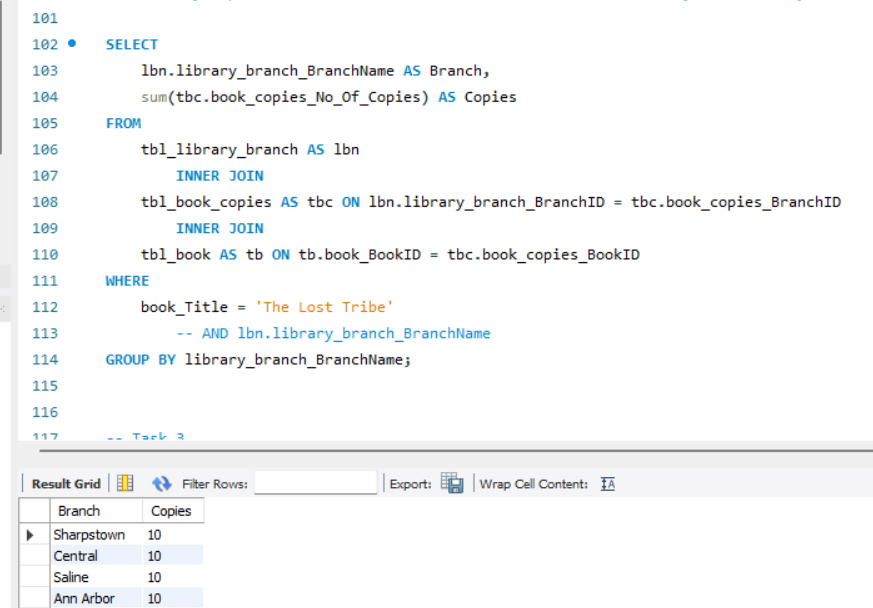 101
102 SELECT
103 lbn.library_branch_BranchName AS Branch,
104 sum(tbc.book_copies_No_Of_Copies) AS Copies
105 FROM
106 tbl_library_branch AS lbn
107 INNER JOIN
108 tbl_book_copies AS tbc ON lbn.library_branch_BranchID = tbc.book_copies_BranchID
109 INNER JOIN
110 tbl_book AS tb ON tb.book_BookID = tbc.book_copies_BookID
111 WHERE
112 book_Title = 'The Lost Tribe'
113 -- AND lbn.library_branch_BranchName
114 GROUP BY library_branch_BranchName;
115
116
117 -- Task 3
Result Grid Filter Rows: Export: Wrap Cell Content:
Branch Copies
Sharpstown 10
Central 10
Saline 10
Ann Arbor 10